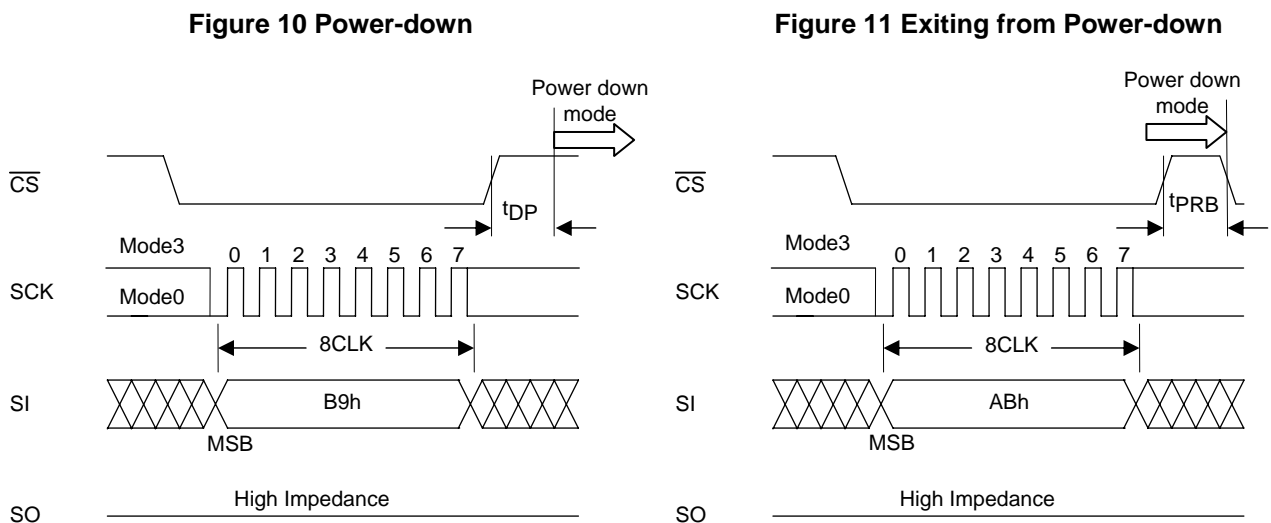 Figure 10 Power-down
Power down
mode
CS
tDP
Mode3
0 1 2 3 4 5 6 7
SCK
Mode0
8CLK
SI
B9h
MSB
High Impedance
SO
Figure 11 Exiting from Power-down
Power down
mode
CS
tPRB
Mode3
0 1 2 3 4 5 6 7
SCK
Mode0
8CLK
SI
ABh
MSB
High Impedance
SO